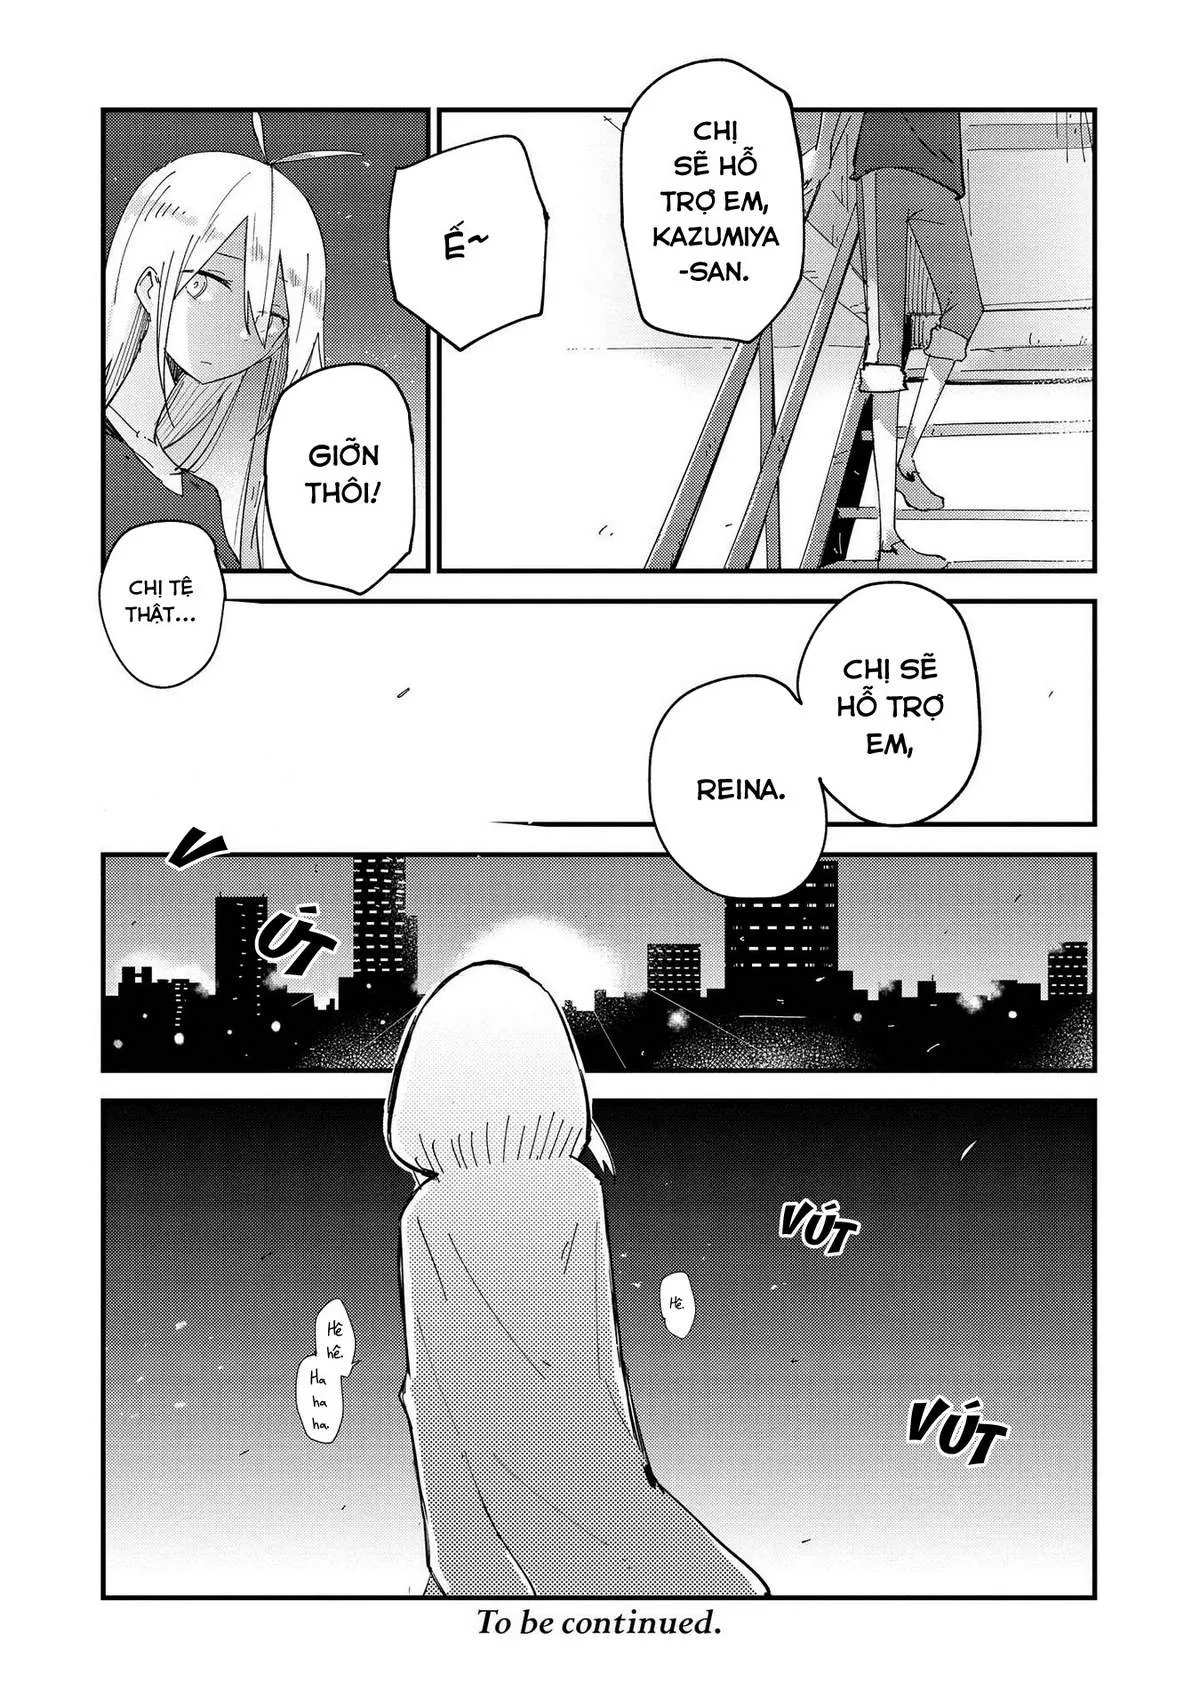 CHỊ
SẼ HỖ
TRỢ EM,
KAZUMIYA
-SAN.
Ế~
GIỠN
THÔI!
CHỊ TỆ
THẬT...
CHỊ SẼ
HỖ TRỢ
EM,
REINA.
V
ÚT
VÚT
Hê.
Hê
hê.
Ha
ha
ha.
VÚT
To be continued.